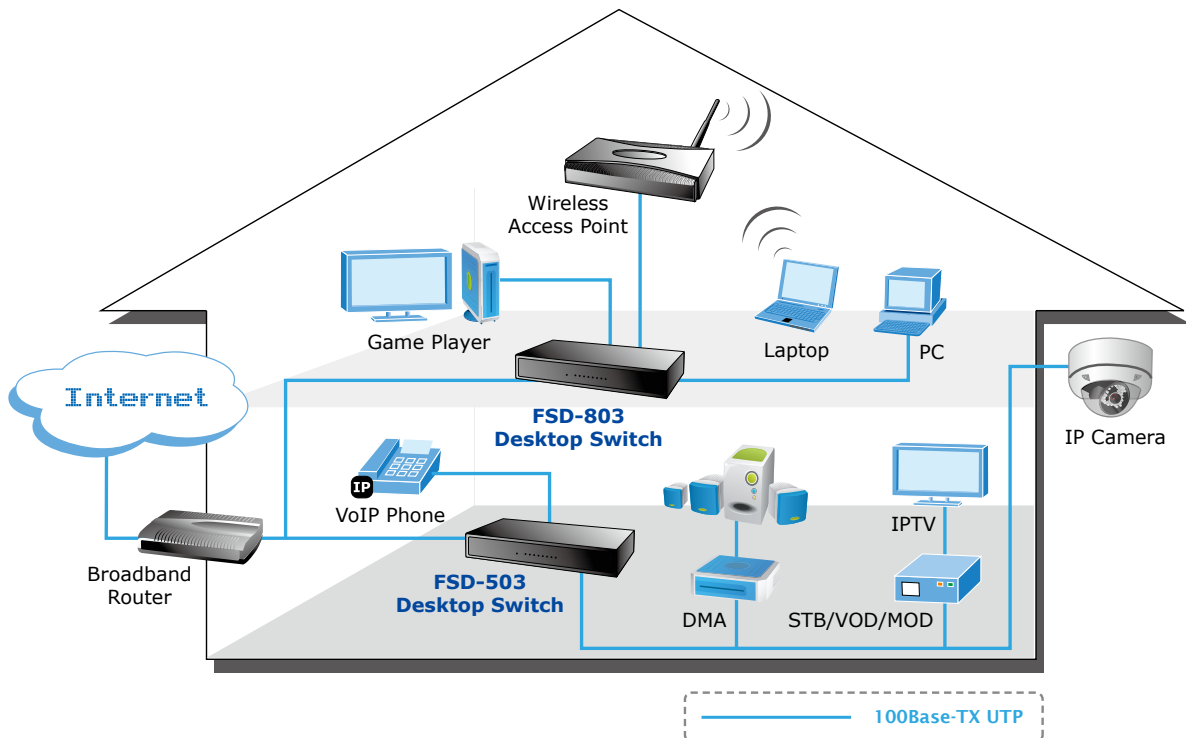 Wireless
Access Point
Game Player
Laptop
PC
Internet
FSD-803
Desktop Switch
IP Camera
IP
VoIP Phone
IPTV
Broadband
Router
FSD-503
Desktop Switch
DMA
STB/VOD/MOD
100Base-TX UTP